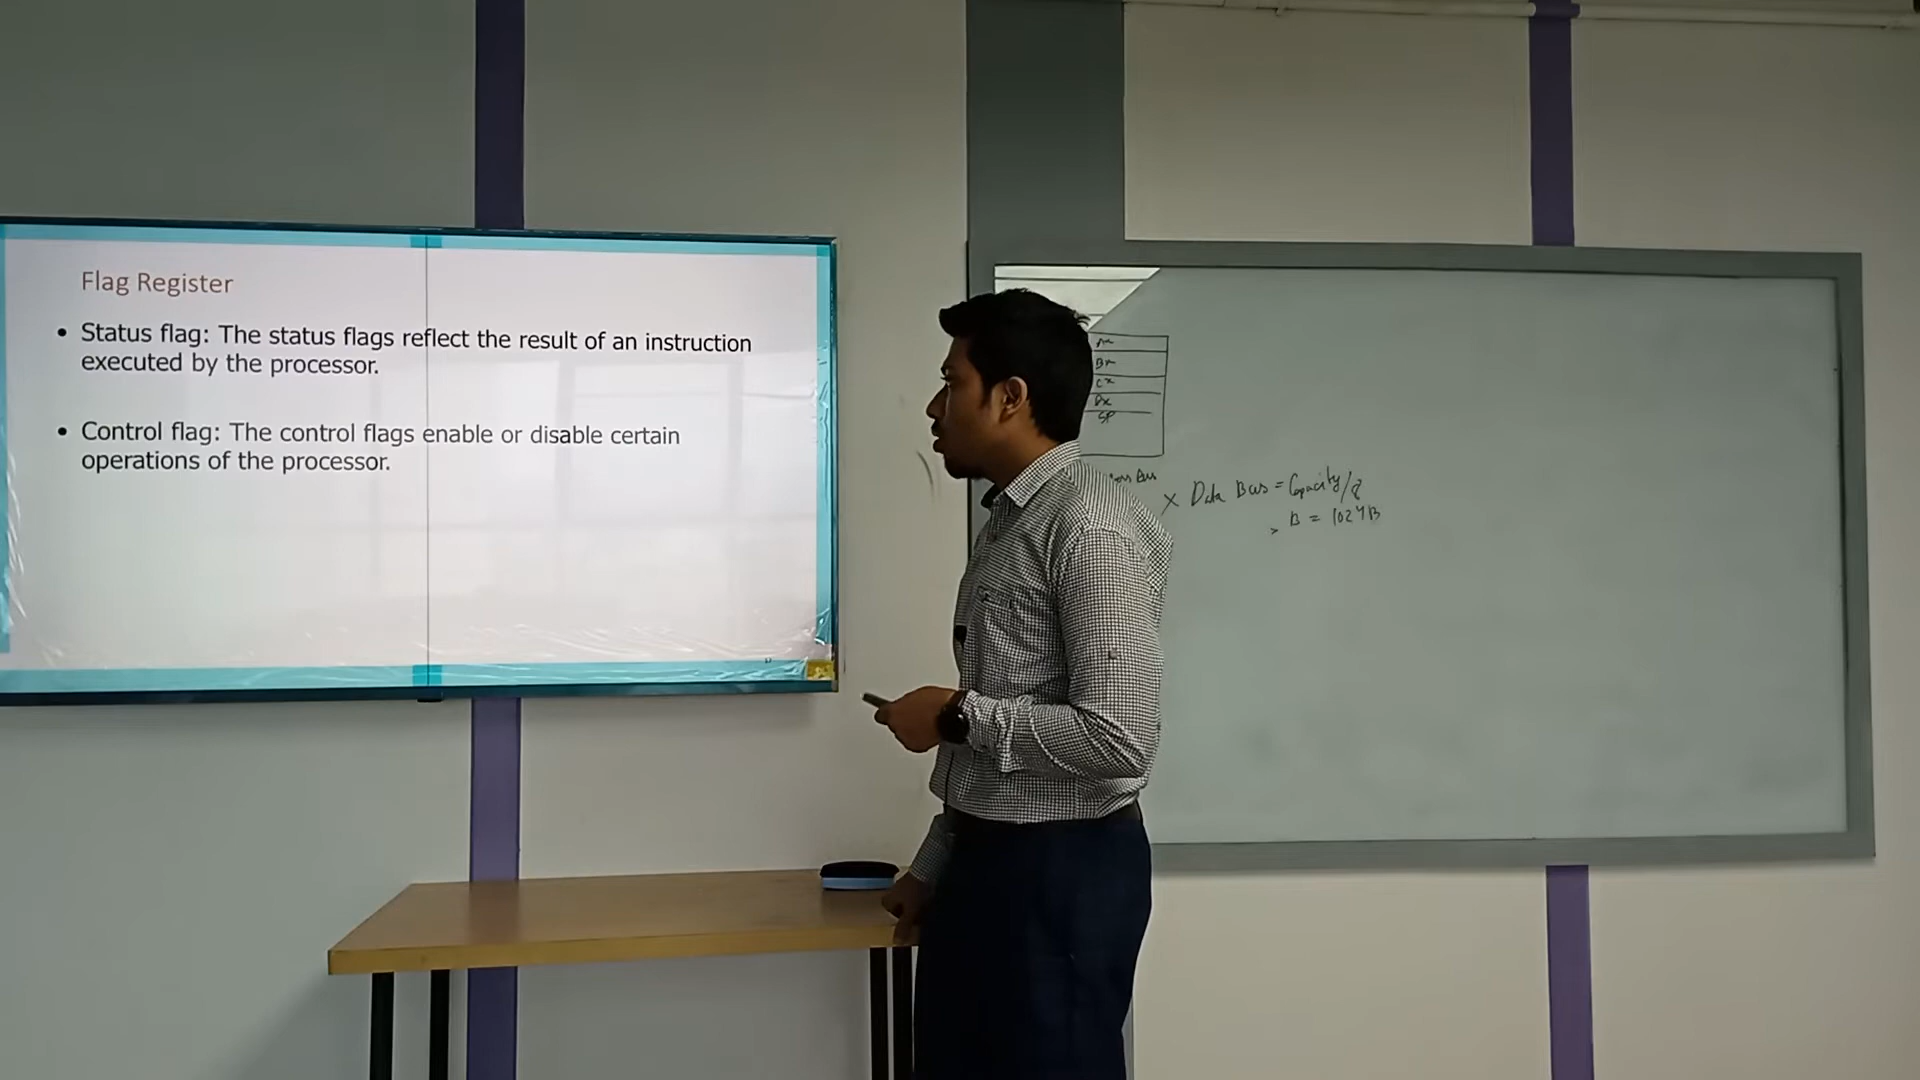 Flag Register
• Status flag: The status flags reflect the result of an instruction
executed by the processor.
• Control flag: The control flags enable or disable certain
operations of the processor.
Ax
Bx
Cx
Dx
SP
Bus
x Data Bus = Capacity/
B = 1024B